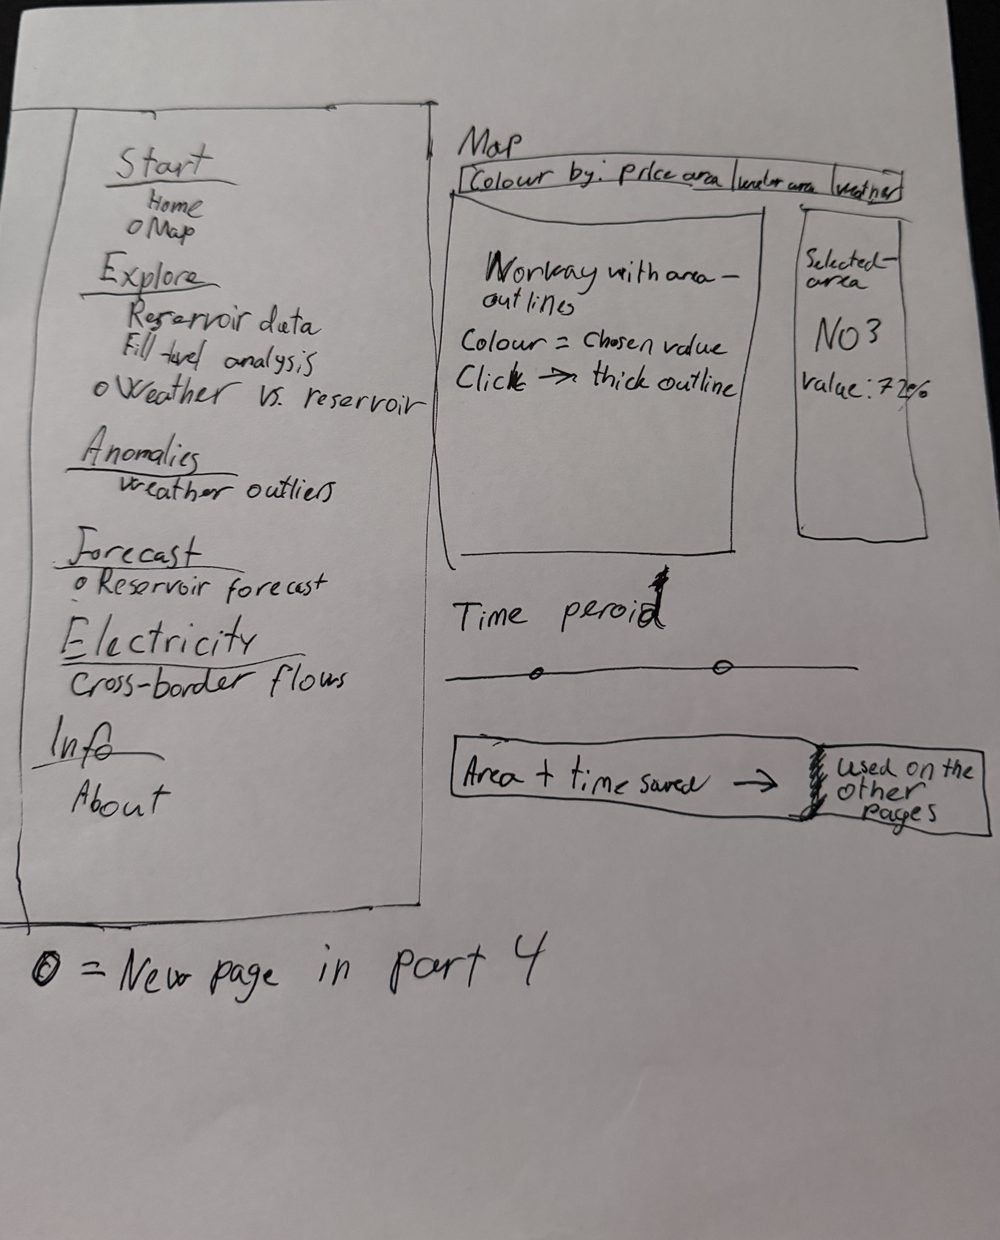 Start
Home
o Map
Explore
Reservoir data
Fill-level analysis
o Weather vs. reservoir
Anomalies
weather outliers
Forecast
o Reservoir forecast
Electricity
Cross-border flows
Info
About
O = New page in part 4
Map
Colour by: price area | area | weather
Norway with area-
outlines
Colour = chosen value
Click → thick outline
Selected-
area
NO3
value: 72%
Time peroid
Area + time saved →
used on the
other
pages